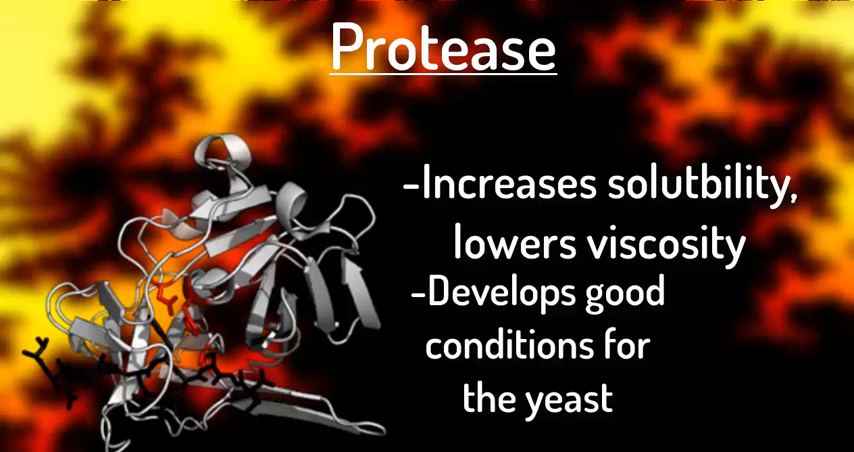 Protease
-Increases solutbility,
lowers viscosity
-Develops good
conditions for
the yeast